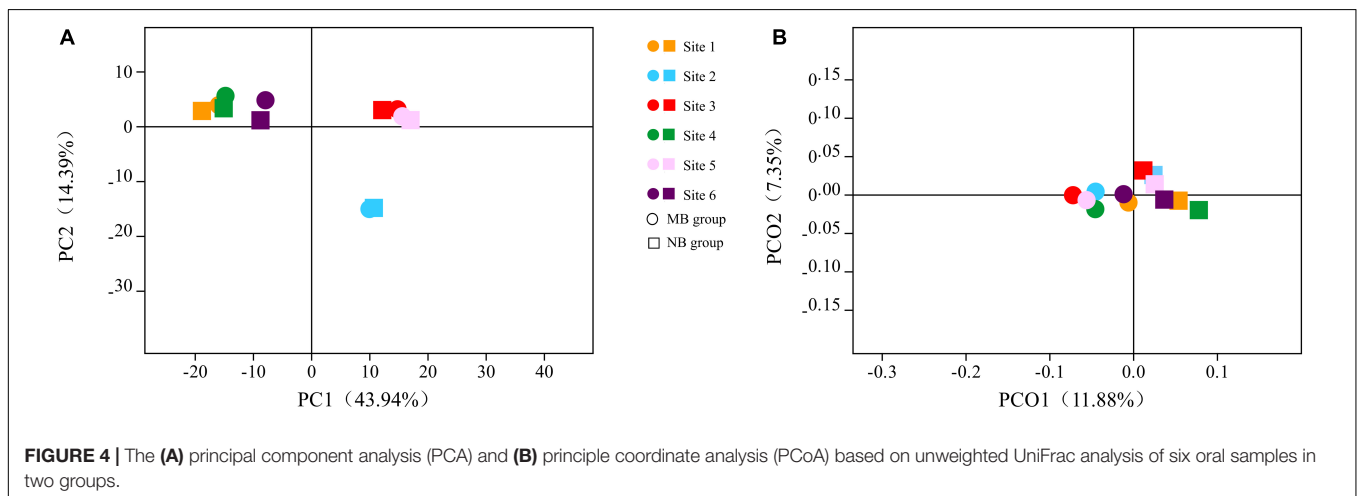 A
10
0
-10
-20
-30
-20 -10 0 10 20 30 40
PC2（14.39%）
PC1（43.94%）
Site 1
Site 2
Site 3
Site 4
Site 5
Site 6
MB group
NB group
B
0.15
0.10
0.05
0.00
-0.05
-0.10
-0.15
-0.3 -0.2 -0.1 0.0 0.1
PCO2（7.35%）
PCO1（11.88%）
FIGURE 4 | The (A) principal component analysis (PCA) and (B) principle coordinate analysis (PCoA) based on unweighted UniFrac analysis of six oral samples in
two groups.